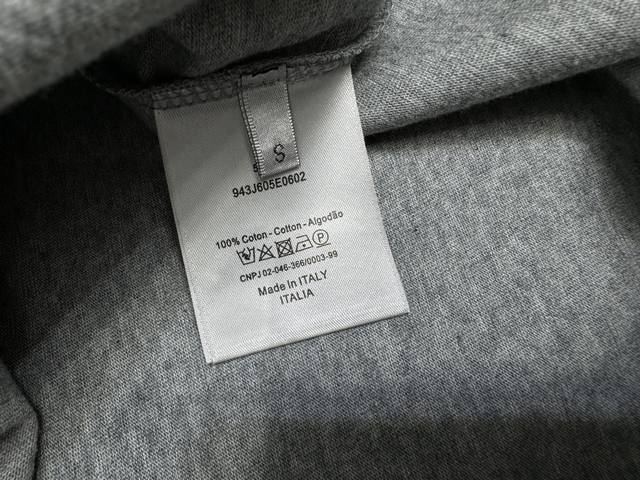 S
943J605E0602
100% Coton - Cotton - Algodão
CNPJ 02-046-366/0003-99
Made In ITALY
ITALIA